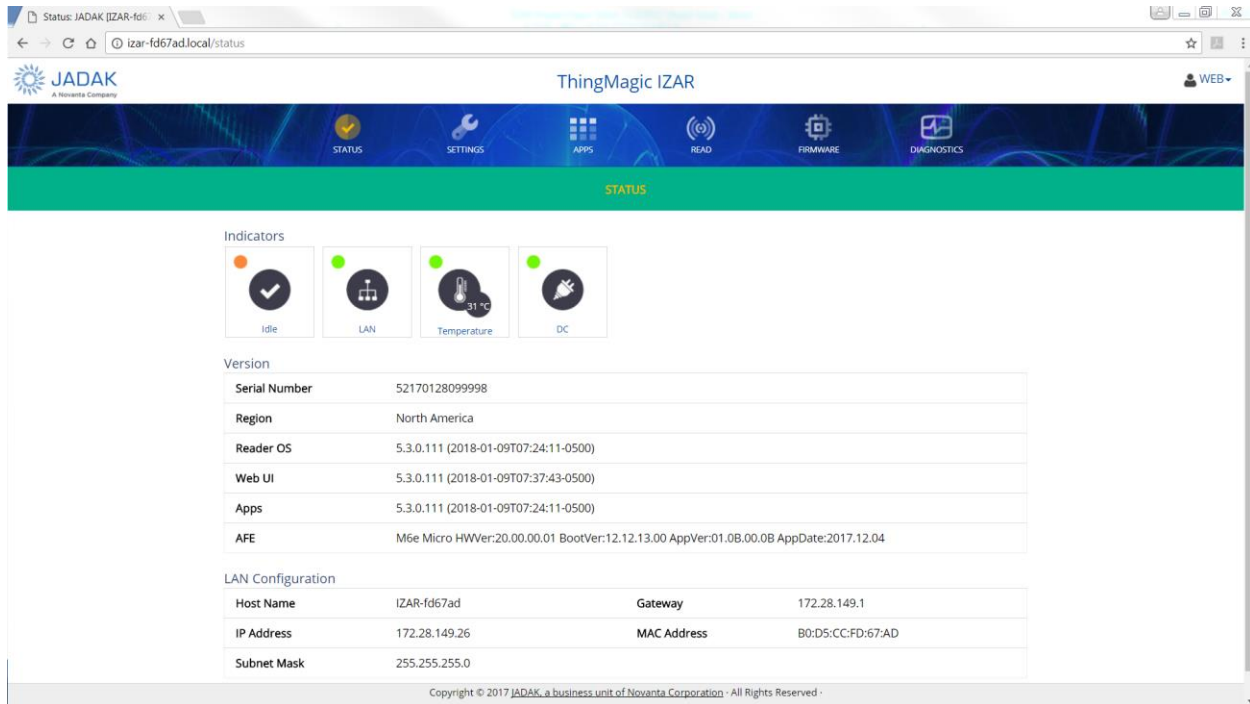 Status: JADAK [IZAR-fd6
izar-fd67ad.local/status
JADAK
A Novanta Company
ThingMagic IZAR
WEB
STATUS SETTINGS APPS READ FIRMWARE DIAGNOSTICS
STATUS
Indicators
31 °C
Idle LAN Temperature DC
Version
Serial Number 52170128099998
Region North America
Reader OS 5.3.0.111 (2018-01-09T07:24:11-0500)
Web UI 5.3.0.111 (2018-01-09T07:37:43-0500)
Apps 5.3.0.111 (2018-01-09T07:24:11-0500)
AFE M6e Micro HWVer:20.00.00.01 BootVer:12.12.13.00 AppVer:01.0B.00.0B AppDate:2017.12.04
LAN Configuration
Host Name IZAR-fd67ad Gateway 172.28.149.1
IP Address 172.28.149.26 MAC Address B0:D5:CC:FD:67:AD
Subnet Mask 255.255.255.0
Copyright © 2017 JADAK, a business unit of Novanta Corporation · All Rights Reserved ·